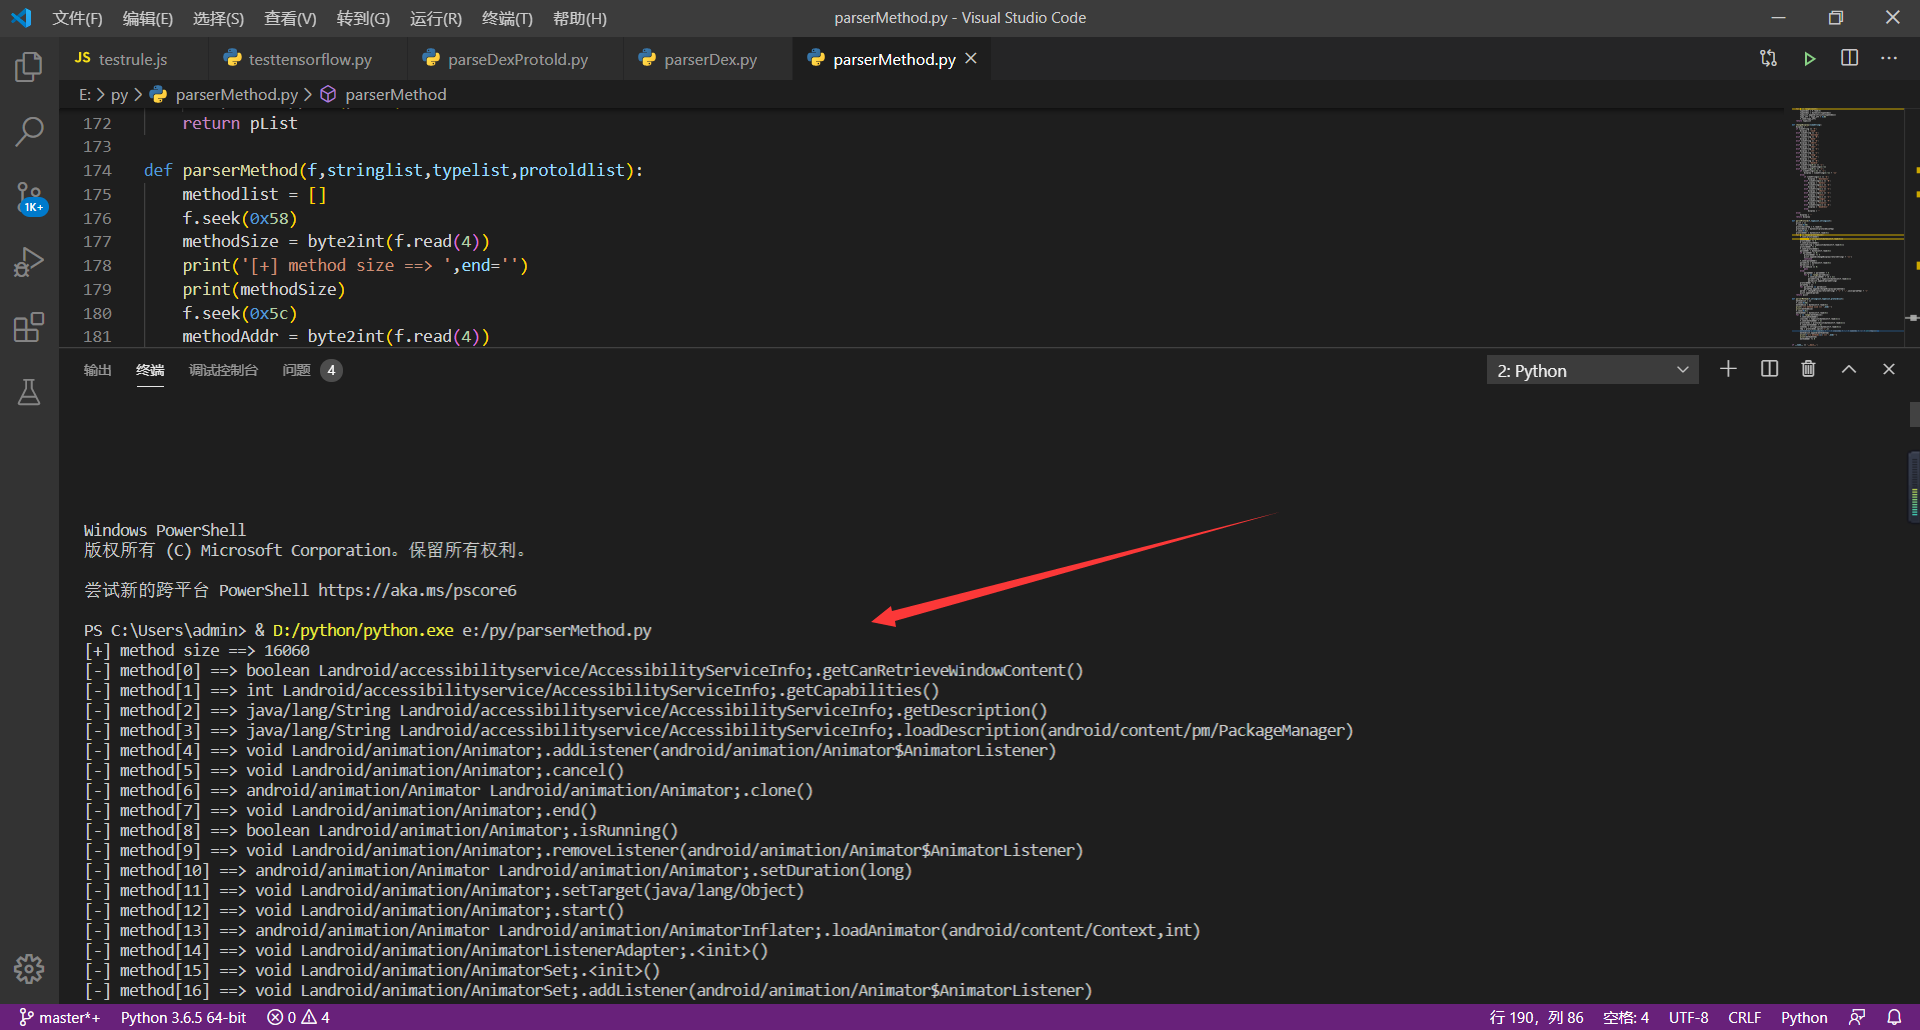 文件(F) 编辑(E) 选择(S) 查看(V) 转到(G) 运行(R) 终端(T) 帮助(H) parserMethod.py - Visual Studio Code
JS testrule.js testtensorflow.py parseDexProtold.py parserDex.py parserMethod.py
E: > py > parserMethod.py > parserMethod
172 return pList
173
174 def parserMethod(f,stringlist,typelist,protoldlist):
175 methodlist = []
176 f.seek(0x58)
177 methodSize = byte2int(f.read(4))
178 print('[+] method size ==> ',end='')
179 print(methodSize)
180 f.seek(0x5c)
181 methodAddr = byte2int(f.read(4))
1K+
输出 终端 调试控制台 问题 4 2: Python
Windows PowerShell
版权所有 (C) Microsoft Corporation。保留所有权利。
尝试新的跨平台 PowerShell https://aka.ms/pscore6
PS C:\Users\admin> & D:/python/python.exe e:/py/parserMethod.py
[+] method size ==> 16060
[-] method[0] ==> boolean Landroid/accessibilityservice/AccessibilityServiceInfo;.getCanRetrieveWindowContent()
[-] method[1] ==> int Landroid/accessibilityservice/AccessibilityServiceInfo;.getCapabilities()
[-] method[2] ==> java/lang/String Landroid/accessibilityservice/AccessibilityServiceInfo;.getDescription()
[-] method[3] ==> java/lang/String Landroid/accessibilityservice/AccessibilityServiceInfo;.loadDescription(android/content/pm/PackageManager)
[-] method[4] ==> void Landroid/animation/Animator;.addListener(android/animation/Animator$AnimatorListener)
[-] method[5] ==> void Landroid/animation/Animator;.cancel()
[-] method[6] ==> android/animation/Animator Landroid/animation/Animator;.clone()
[-] method[7] ==> void Landroid/animation/Animator;.end()
[-] method[8] ==> boolean Landroid/animation/Animator;.isRunning()
[-] method[9] ==> void Landroid/animation/Animator;.removeListener(android/animation/Animator$AnimatorListener)
[-] method[10] ==> android/animation/Animator Landroid/animation/Animator;.setDuration(long)
[-] method[11] ==> void Landroid/animation/Animator;.setTarget(java/lang/Object)
[-] method[12] ==> void Landroid/animation/Animator;.start()
[-] method[13] ==> android/animation/Animator Landroid/animation/AnimatorInflater;.loadAnimator(android/content/Context,int)
[-] method[14] ==> void Landroid/animation/AnimatorListenerAdapter;.<init>()
[-] method[15] ==> void Landroid/animation/AnimatorSet;.<init>()
[-] method[16] ==> void Landroid/animation/AnimatorSet;.addListener(android/animation/Animator$AnimatorListener)
master*+ Python 3.6.5 64-bit 0 4 行 190，列 86 空格: 4 UTF-8 CRLF Python